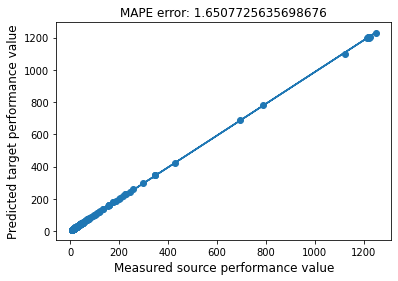 MAPE error: 1.6507725635698676
1200
1000
800
600
400
200
0
Predicted target performance value
0 200 400 600 800 1000 1200
Measured source performance value